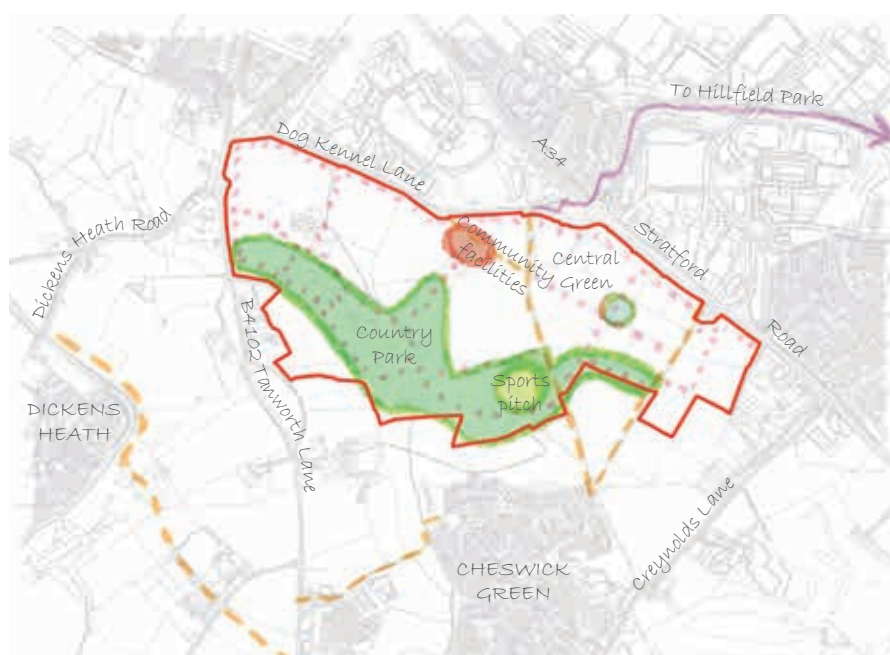 To Hillfield Park
A34
Dog Kennel Lane
Dickens Heath Road
Community
facilities
Central
Green
Stratford
Road
B4102 Tanworth Lane
Country
Park
Sports
pitch
DICKENS
HEATH
Creynolds Lane
CHESWICK
GREEN